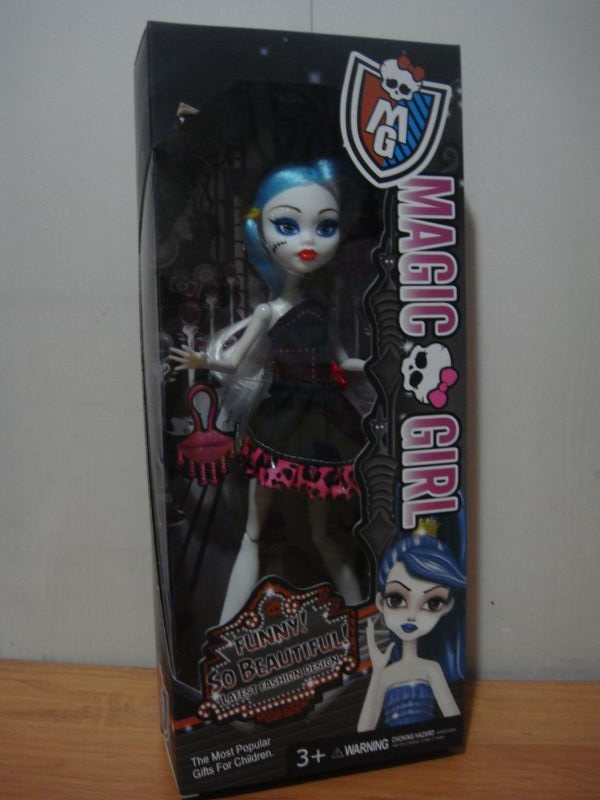 MG
MAGIC GIRL
FUNNY!
SO BEAUTIFUL!
LATEST FASHION DESIGN
The Most Popular
Gifts For Children.
3+ WARNING CHOKING HAZARD